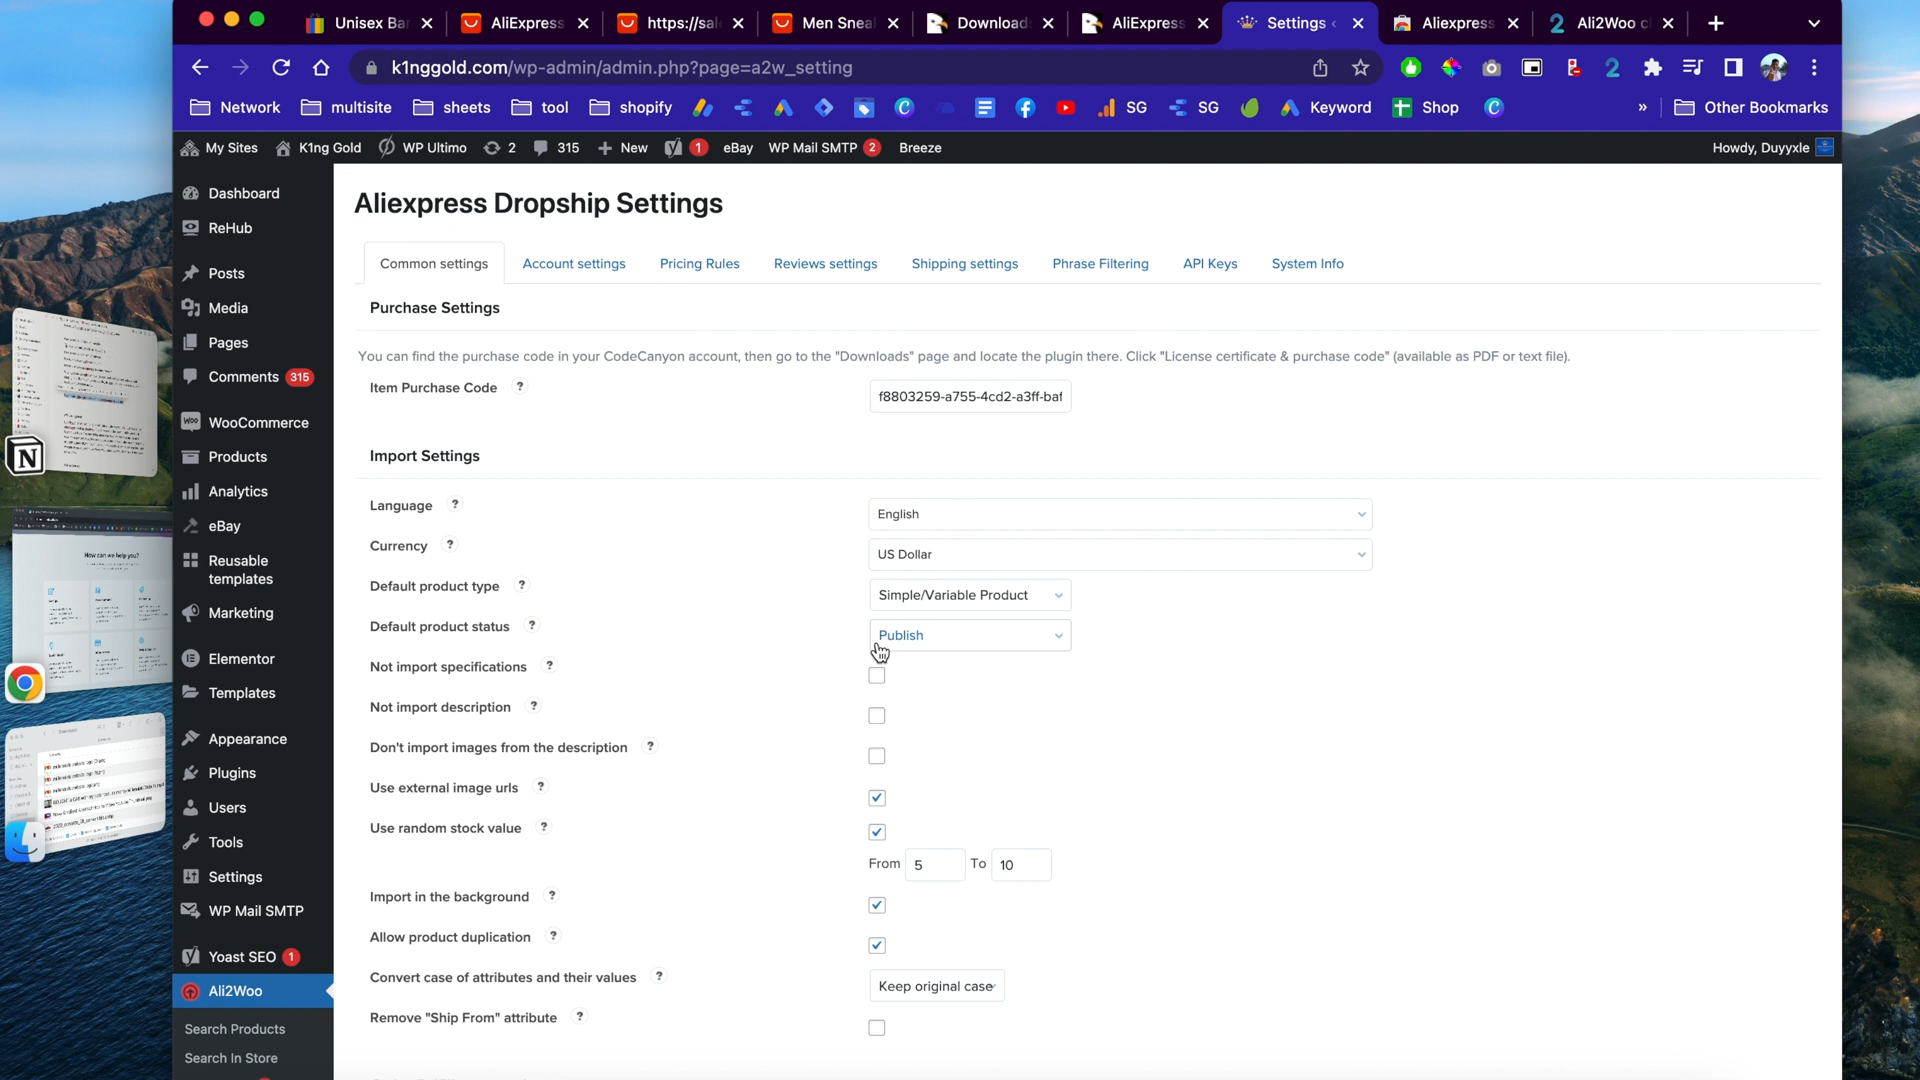 Unisex Bar
AliExpress
https://sal
Men Sneal
Download
AliExpress
Settings
Aliexpress
Ali2Woo c
k1nggold.com/wp-admin/admin.php?page=a2w_setting
Network
multisite
sheets
tool
shopify
SG
SG
Keyword
Shop
»
Other Bookmarks
My Sites
K1ng Gold
WP Ultimo
2
315
New
1
eBay
WP Mail SMTP 2
Breeze
Howdy, Duyyxle
Dashboard
ReHub
Posts
Media
Pages
Comments 315
WooCommerce
Products
Analytics
eBay
Reusable
templates
Marketing
Elementor
Templates
Appearance
Plugins
Users
Tools
Settings
WP Mail SMTP
Yoast SEO 1
Ali2Woo
Search Products
Search In Store
Aliexpress Dropship Settings
Common settings
Account settings
Pricing Rules
Reviews settings
Shipping settings
Phrase Filtering
API Keys
System Info
Purchase Settings
You can find the purchase code in your CodeCanyon account, then go to the "Downloads" page and locate the plugin there. Click "License certificate & purchase code" (available as PDF or text file).
Item Purchase Code ?
f8803259-a755-4cd2-a3ff-baf
Import Settings
Language ?
English
Currency ?
US Dollar
Default product type ?
Simple/Variable Product
Default product status ?
Publish
Not import specifications ?
Not import description ?
Don't import images from the description ?
Use external image urls ?
Use random stock value ?
From 5 To 10
Import in the background ?
Allow product duplication ?
Convert case of attributes and their values ?
Keep original case
Remove "Ship From" attribute ?
How can we help you?